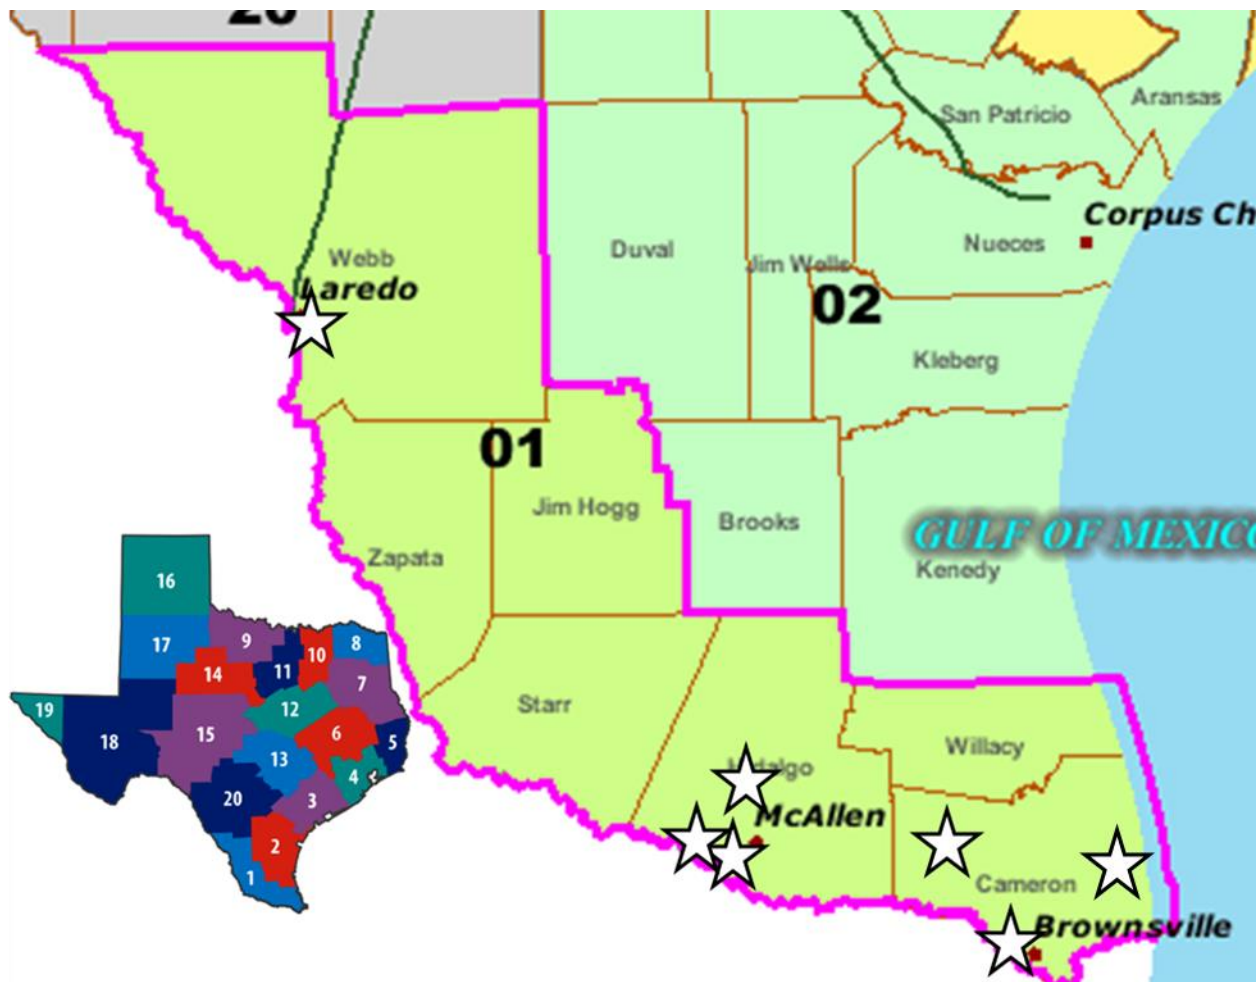 San Patricio
Aransas
Corpus Ch
Duval
Jim Wells
Nueces
Webb
Laredo
02
Kleberg
01
Jim Hogg
Brooks
GULF OF MEXICO
Zapata
Kenedy
Starr
Willacy
Hidalgo
McAllen
Cameron
Brownsville
16
17
9
10
8
14
11
7
19
12
18
15
6
5
13
4
20
3
2
1